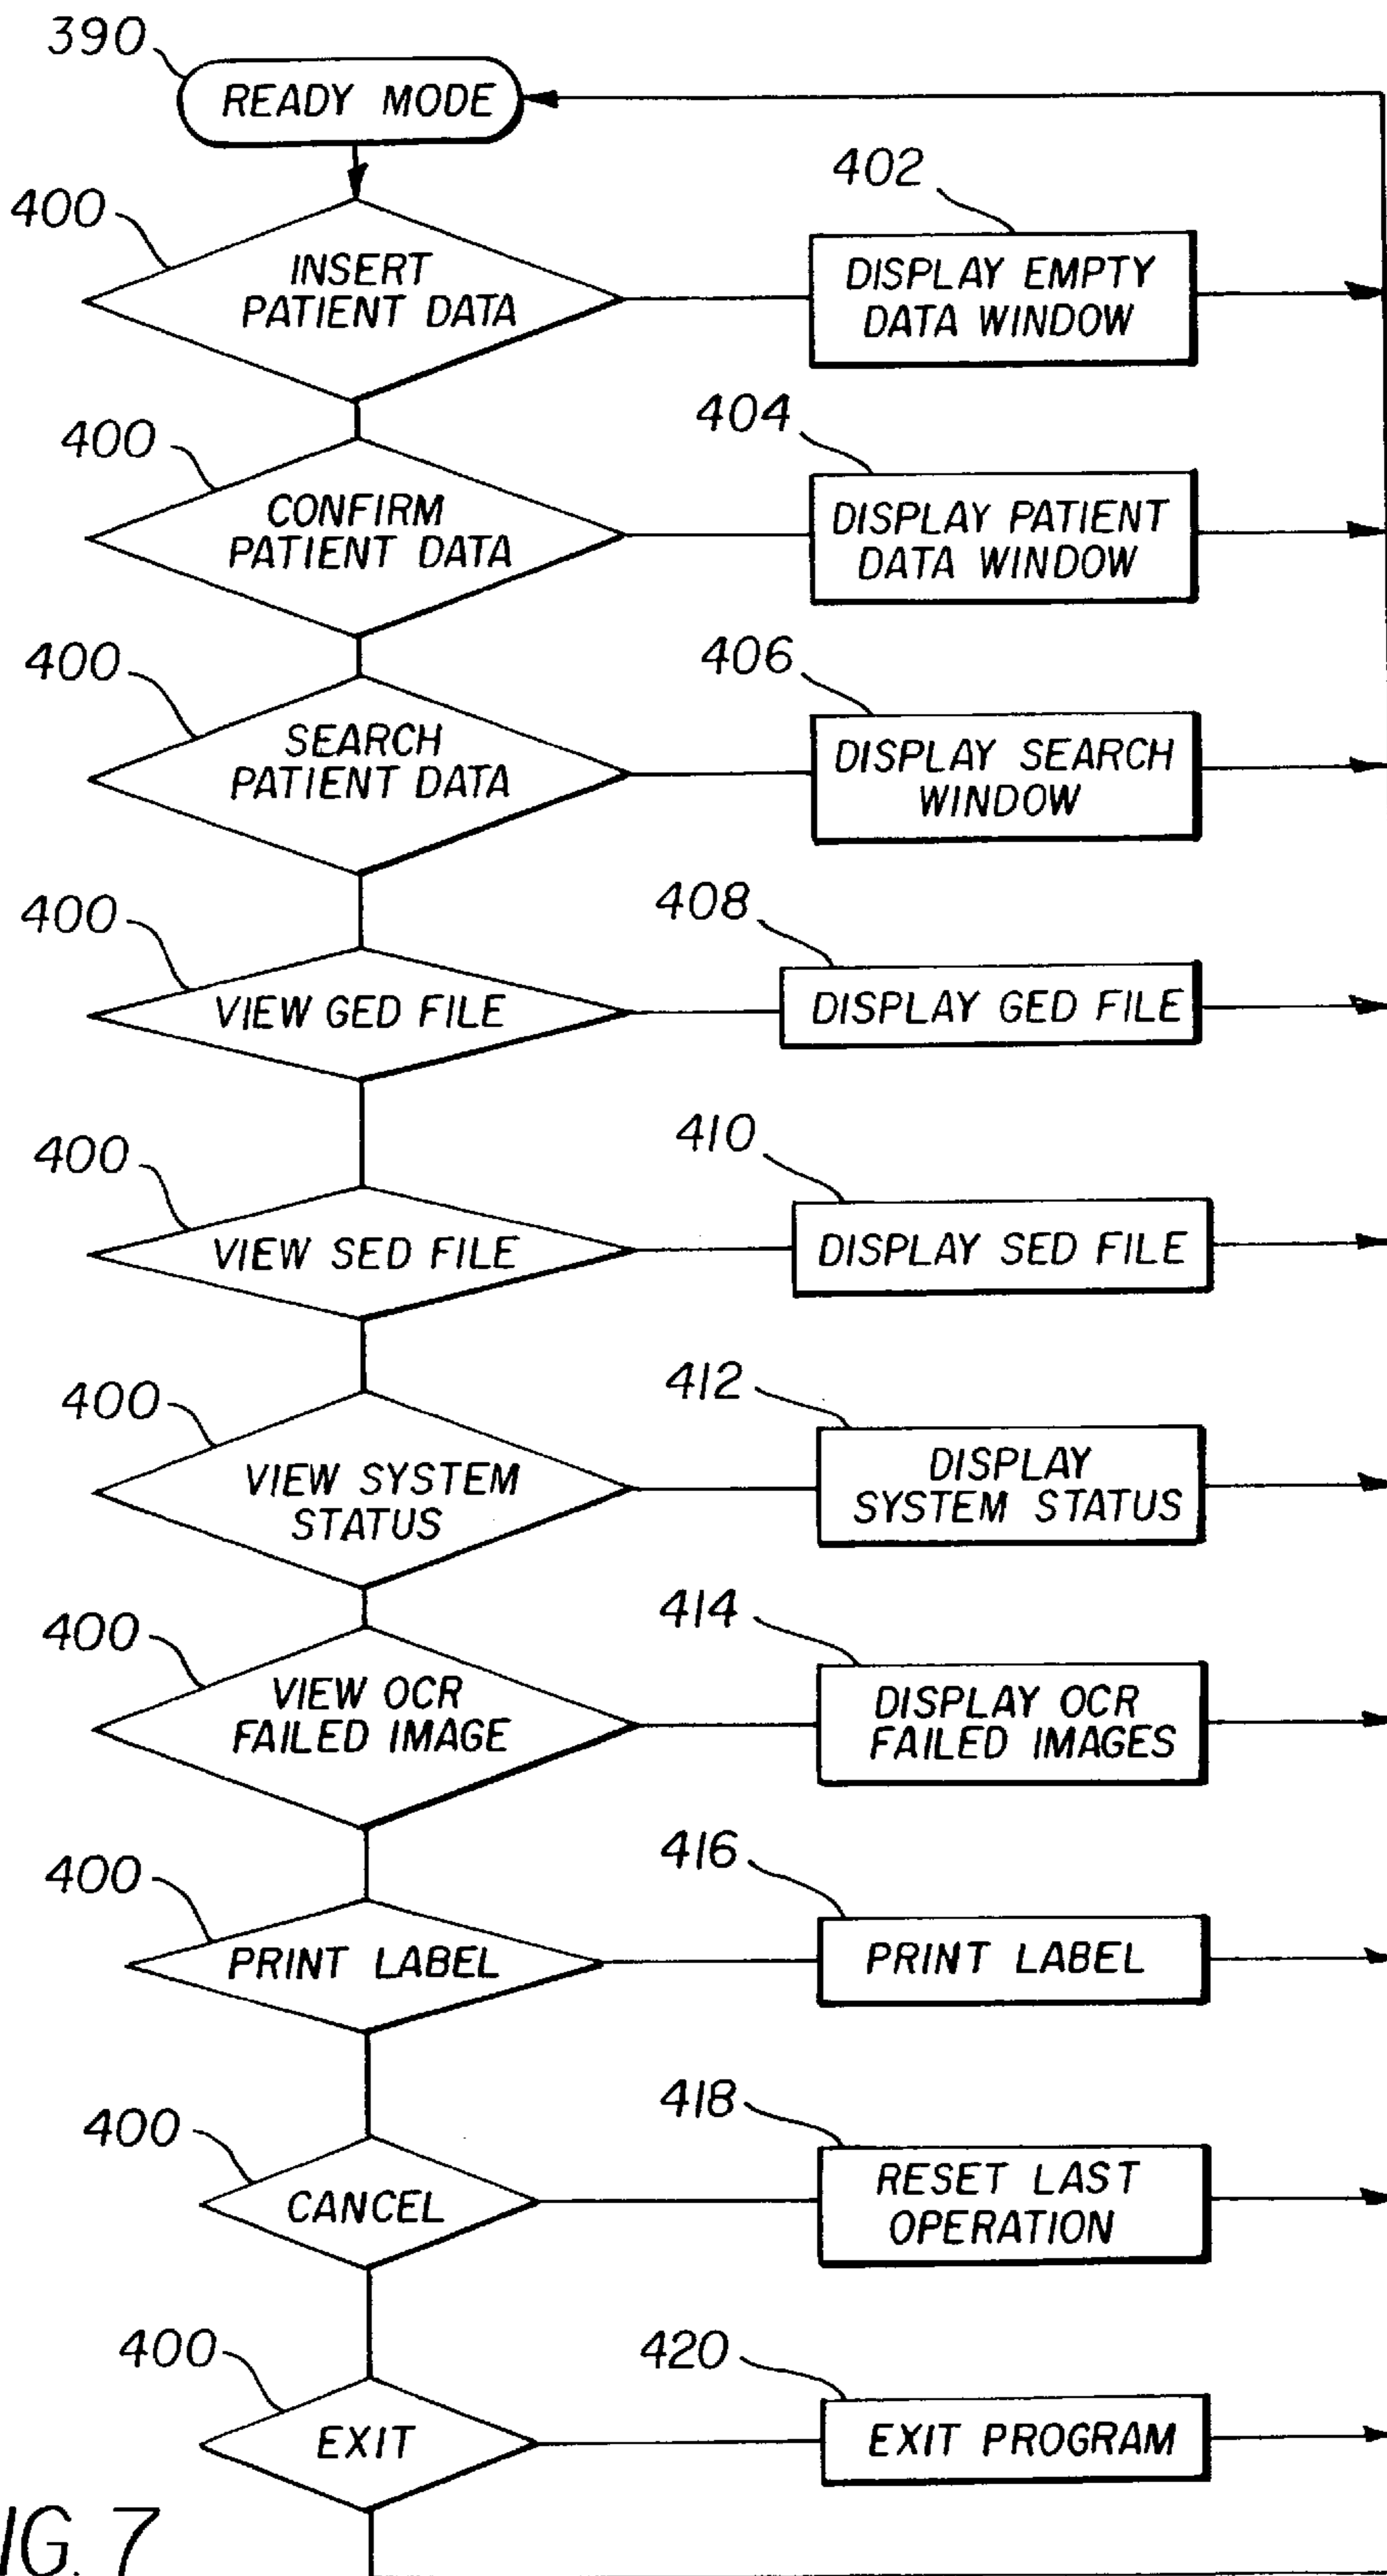 390
READY MODE
400
INSERT
PATIENT DATA
402
DISPLAY EMPTY
DATA WINDOW
400
CONFIRM
PATIENT DATA
404
DISPLAY PATIENT
DATA WINDOW
400
SEARCH
PATIENT DATA
406
DISPLAY SEARCH
WINDOW
400
VIEW GED FILE
408
DISPLAY GED FILE
400
VIEW SED FILE
410
DISPLAY SED FILE
400
VIEW SYSTEM
STATUS
412
DISPLAY
SYSTEM STATUS
400
VIEW OCR
FAILED IMAGE
414
DISPLAY OCR
FAILED IMAGES
400
PRINT LABEL
416
PRINT LABEL
400
CANCEL
418
RESET LAST
OPERATION
400
EXIT
420
EXIT PROGRAM
IG. 7